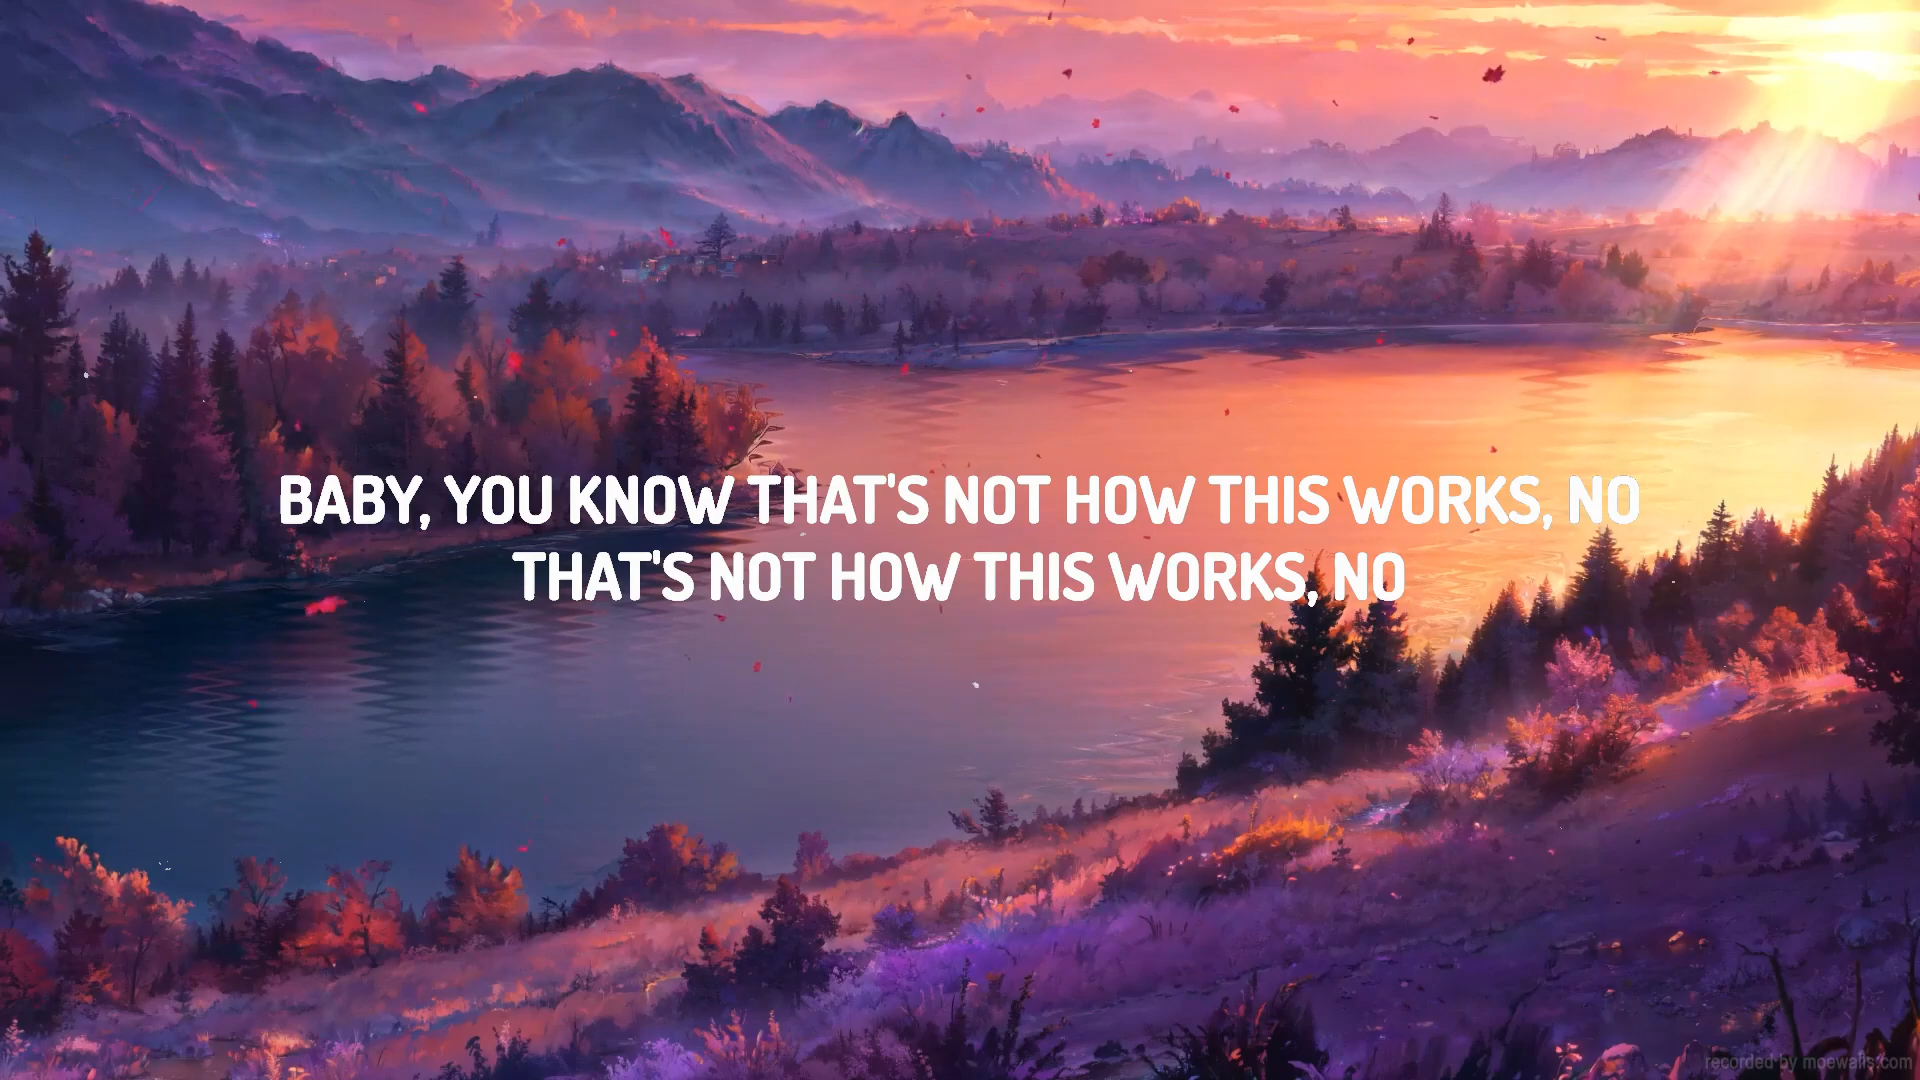 BABY, YOU KNOW THAT'S NOT HOW THIS WORKS, NO
THAT'S NOT HOW THIS WORKS, NO
recorded by moewalls.com